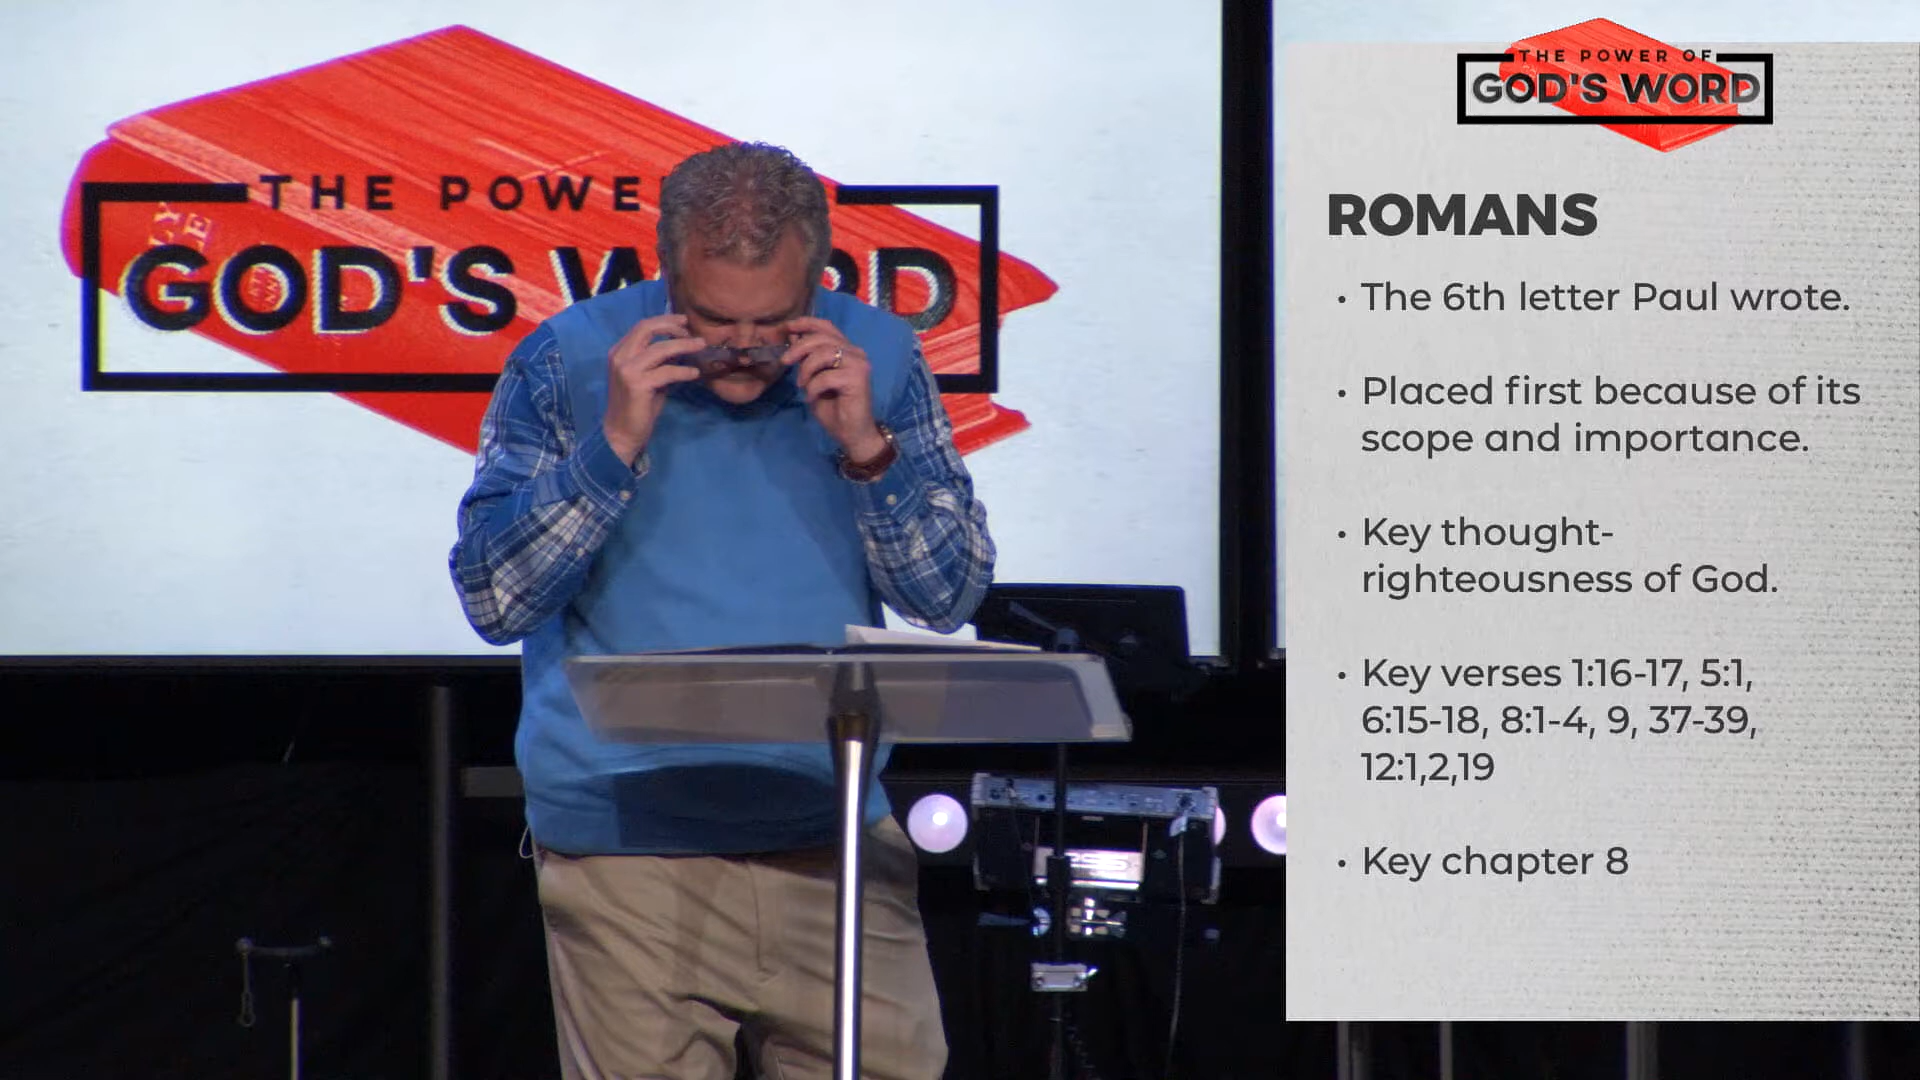 THE POWE
GOD'S W RD
THE POWER OF
GOD'S WORD
ROMANS
• The 6th letter Paul wrote.
• Placed first because of its
scope and importance.
• Key thought-
righteousness of God.
• Key verses 1:16-17, 5:1,
6:15-18, 8:1-4, 9, 37-39,
12:1,2,19
• Key chapter 8